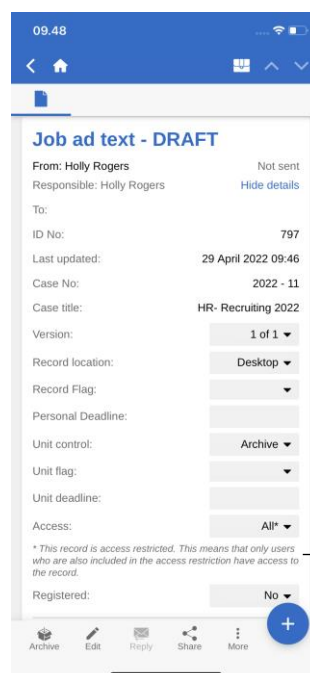 09.48
Job ad text - DRAFT
From: Holly Rogers Not sent
Responsible: Holly Rogers Hide details
To:
ID No: 797
Last updated: 29 April 2022 09:46
Case No: 2022 - 11
Case title: HR- Recruiting 2022
Version: 1 of 1
Record location: Desktop
Record Flag:
Personal Deadline:
Unit control: Archive
Unit flag:
Unit deadline:
Access: All*
* This record is access restricted. This means that only users
who are also included in the access restriction have access to
the record.
Registered: No
Archive Edit Reply Share More